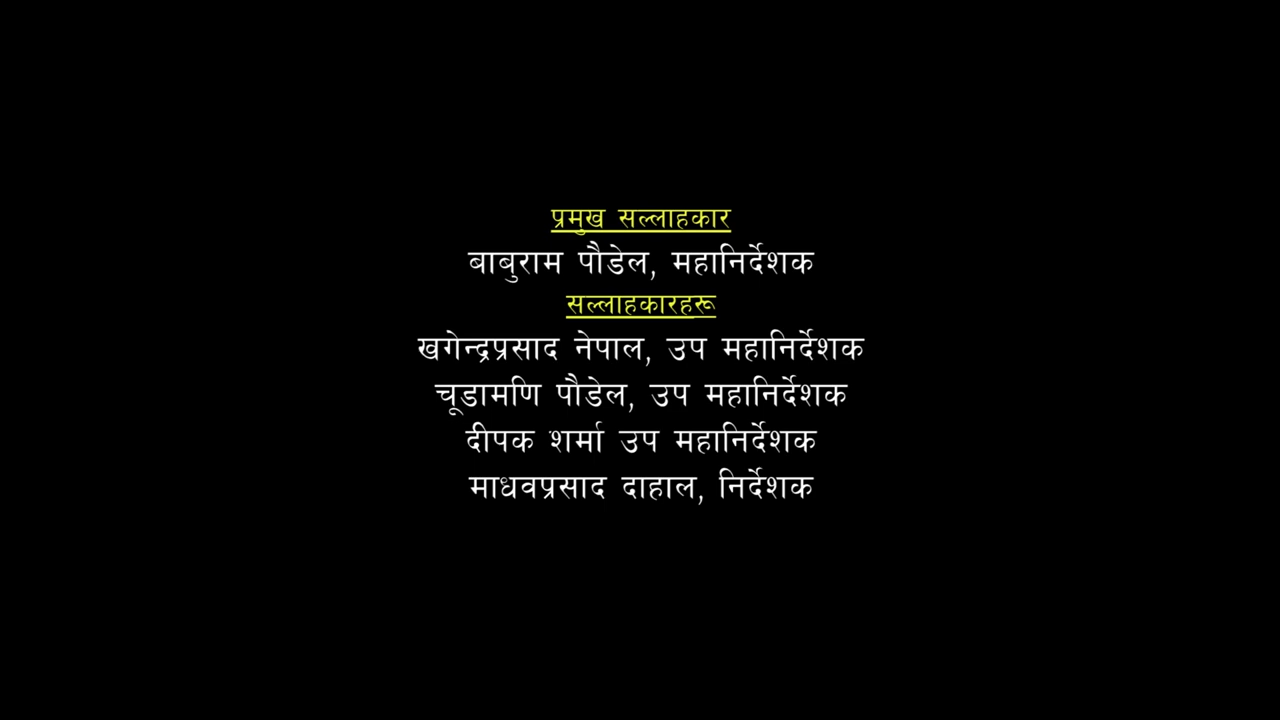 प्रमुख सल्लाहकार
बाबुराम पौडेल, महानिर्देशक
सल्लाहकारहरू
खगेन्द्रप्रसाद नेपाल, उप महानिर्देशक
चूडामणि पौडेल, उप महानिर्देशक
दीपक शर्मा उप महानिर्देशक
माधवप्रसाद दाहाल, निर्देशक